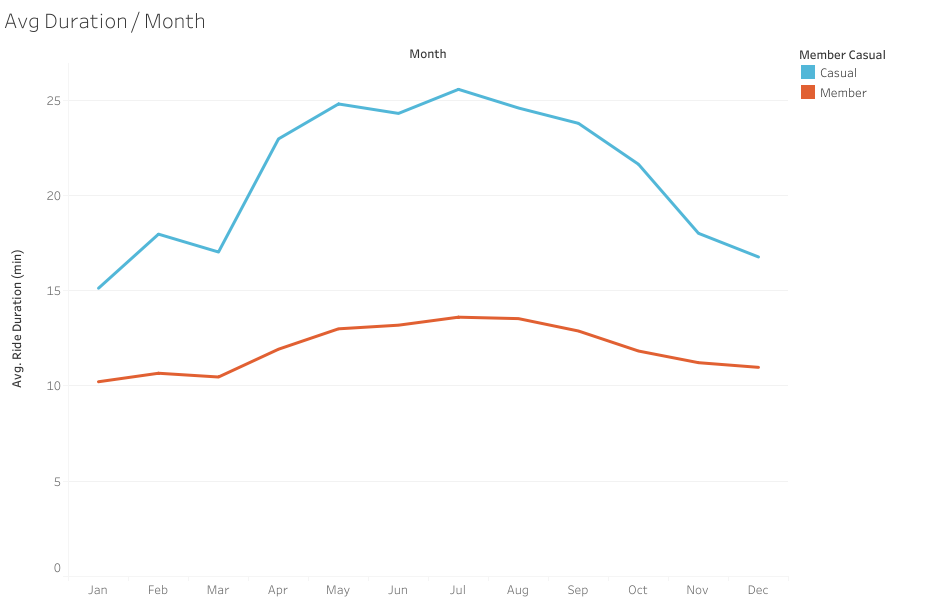 Avg Duration / Month
Month
Member Casual
Casual
Member
Avg. Ride Duration (min)
25
20
15
10
5
0
Jan Feb Mar Apr May Jun Jul Aug Sep Oct Nov Dec